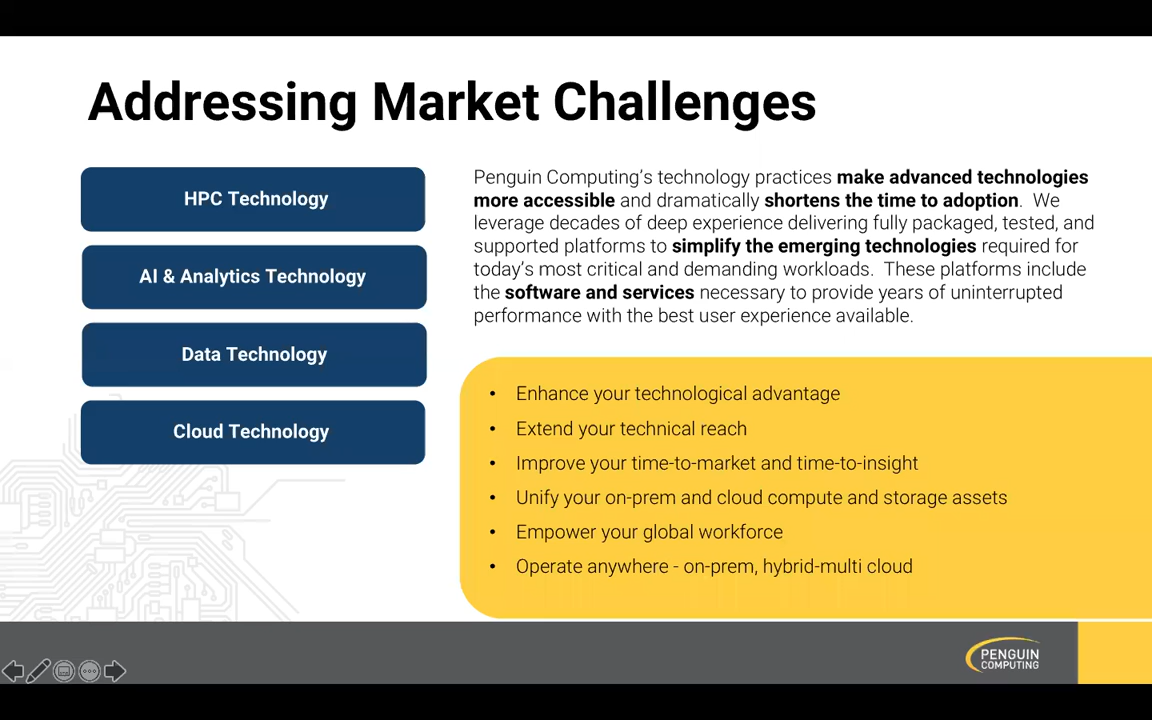 Addressing Market Challenges
HPC Technology
AI & Analytics Technology
Data Technology
Cloud Technology
Penguin Computing’s technology practices make advanced technologies
more accessible and dramatically shortens the time to adoption.  We
leverage decades of deep experience delivering fully packaged, tested, and
supported platforms to simplify the emerging technologies required for
today’s most critical and demanding workloads.  These platforms include
the software and services necessary to provide years of uninterrupted
performance with the best user experience available.
• Enhance your technological advantage
• Extend your technical reach
• Improve your time-to-market and time-to-insight
• Unify your on-prem and cloud compute and storage assets
• Empower your global workforce
• Operate anywhere - on-prem, hybrid-multi cloud
PENGUIN
COMPUTING